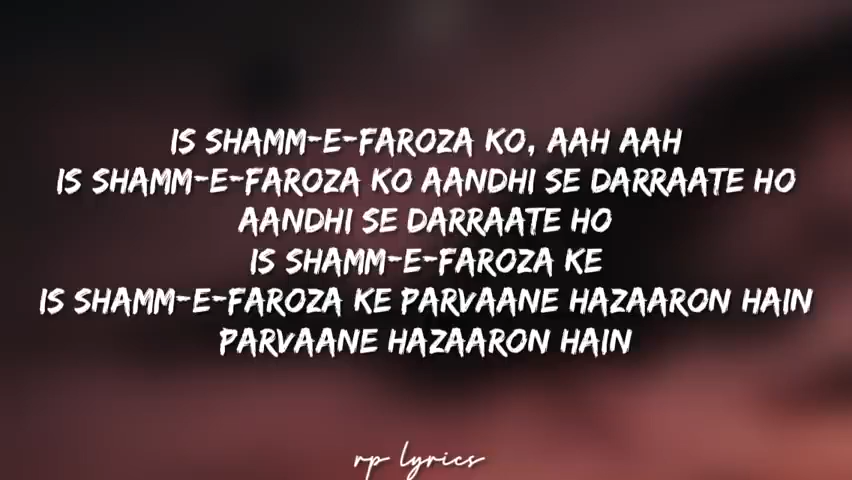 IS SHAMM-E-FAROZA KO, AAH AAH
IS SHAMM-E-FAROZA KO AANDHI SE DARRAATE HO
AANDHI SE DARRAATE HO
IS SHAMM-E-FAROZA KE
IS SHAMM-E-FAROZA KE PARVAANE HAZAARON HAIN
PARVAANE HAZAARON HAIN
rp lyrics